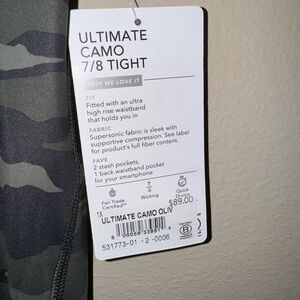 ULTIMATE
CAMO
7/8 TIGHT
WHY WE LOVE IT
FIT
Fitted with an ultra
high rise waistband
that holds you in
FABRIC
Supersonic fabric is sleek with
supportive compression. See label
for product's full fiber content.
FAVE
2 stash pockets,
1 back waistband pocket
for your smartphone
Fair Trade
Certified™
Wicking
Quick
Drying
1X
$89.00
ULTIMATE CAMO OLIV
531773-01 -2 -0006